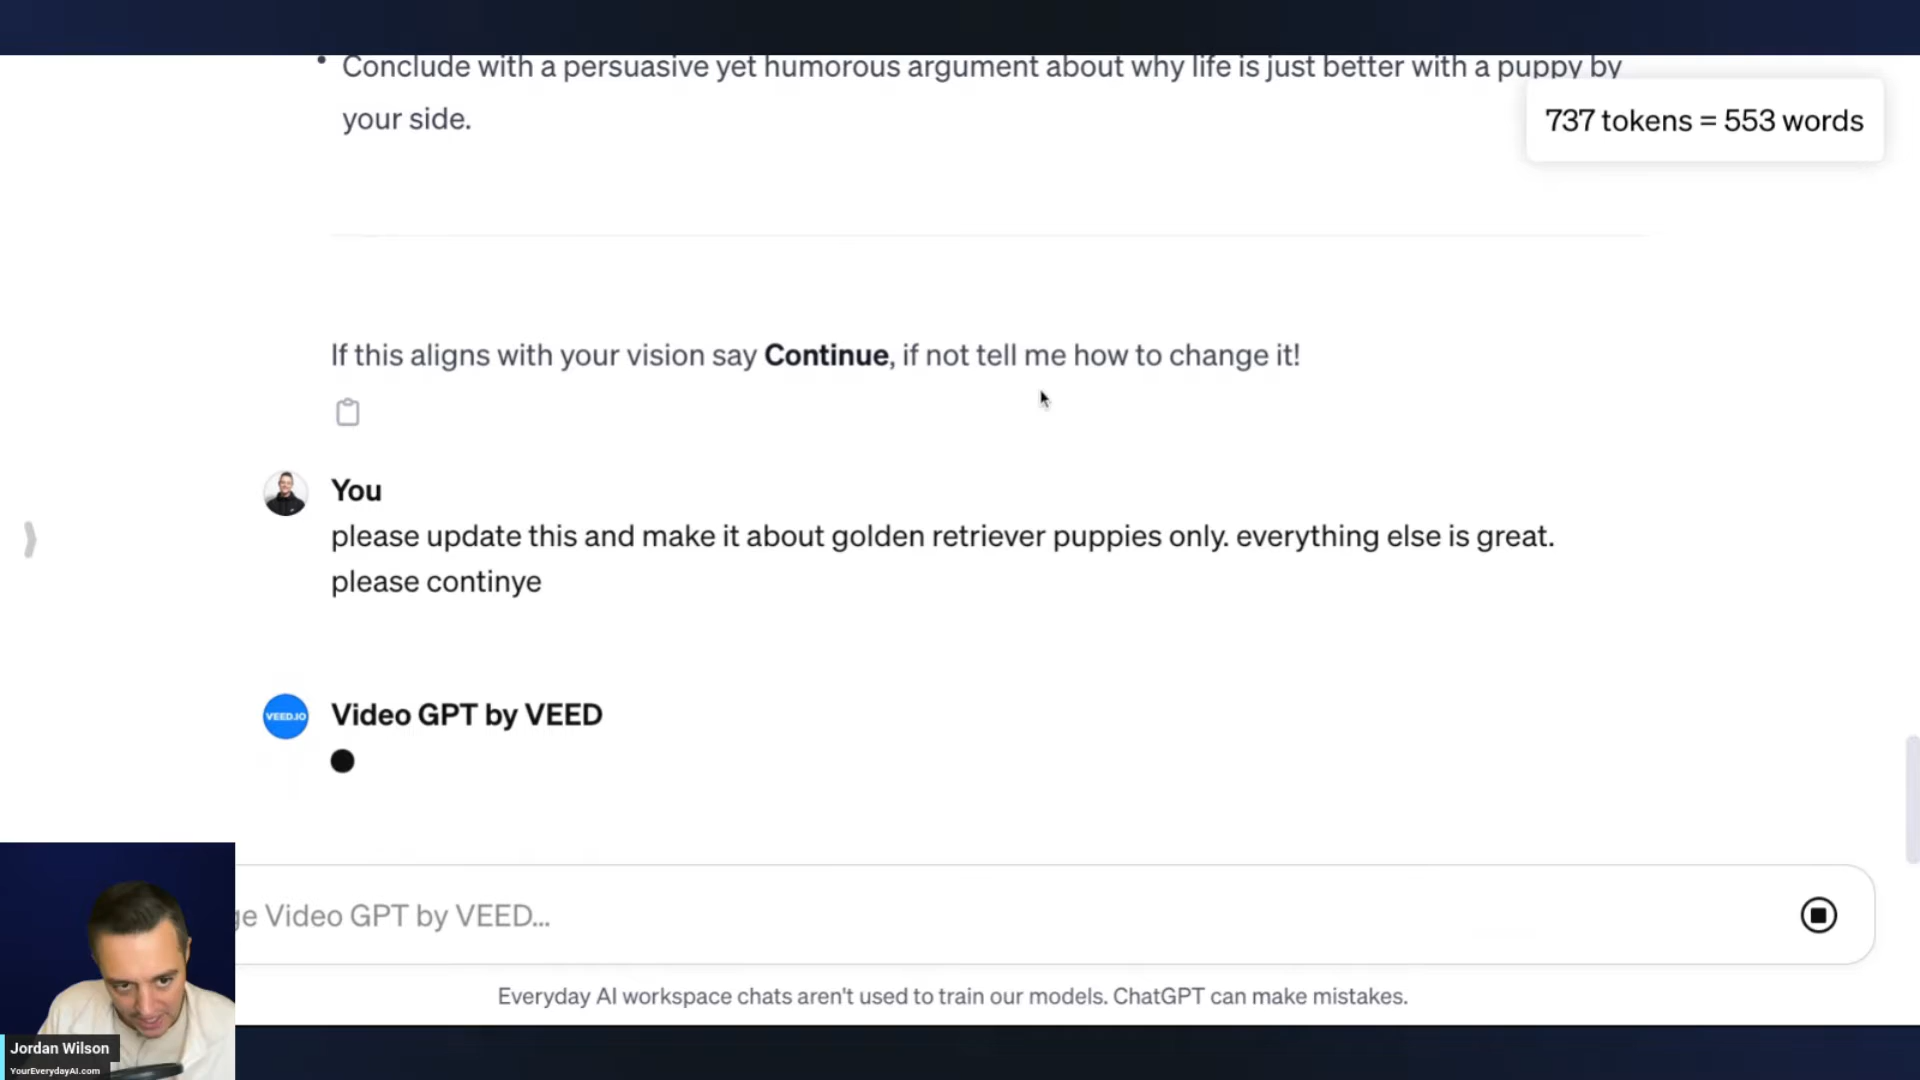 Conclude with a persuasive yet humorous argument about why life is just better with a puppy by
your side.
737 tokens = 553 words
If this aligns with your vision say Continue, if not tell me how to change it!
You
please update this and make it about golden retriever puppies only. everything else is great.
please continye
VEED.IO
Video GPT by VEED
Video GPT by VEED...
Everyday AI workspace chats aren't used to train our models. ChatGPT can make mistakes.
Jordan Wilson
YourEverydayAI.com